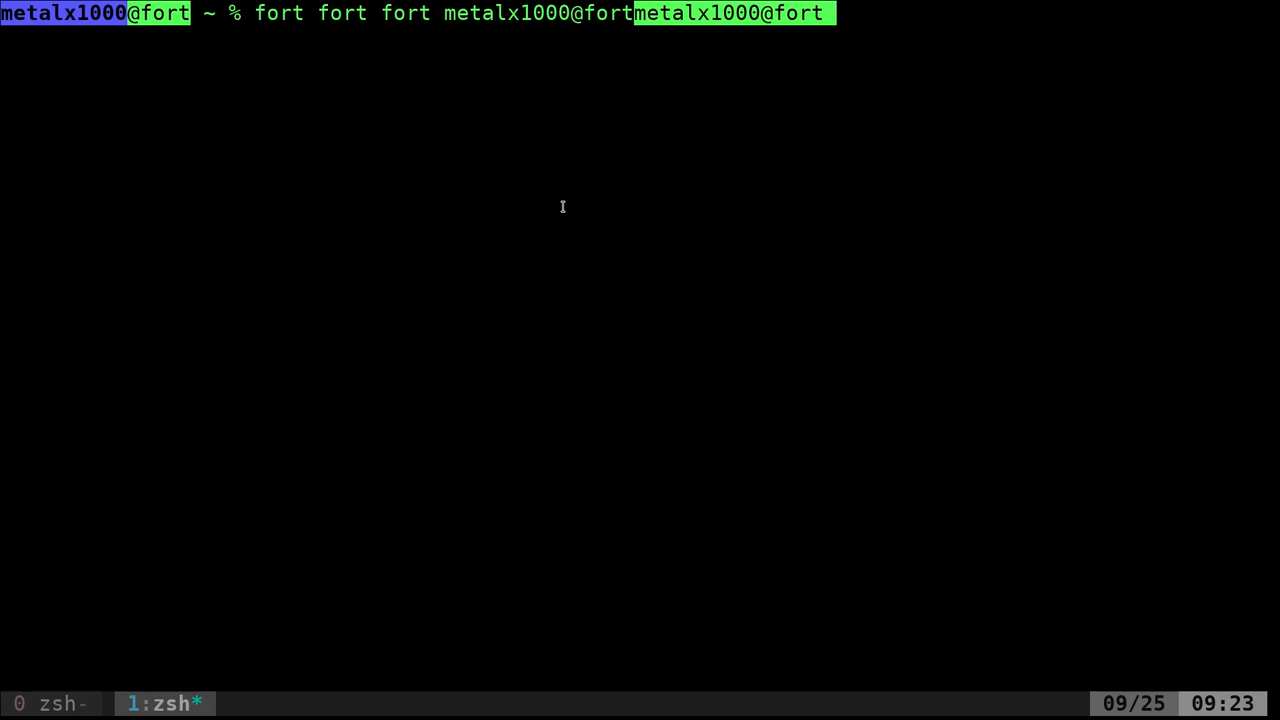 metalx1000@fort ~ % fort fort fort metalx1000@fortmetalx1000@fort
0 zsh- 1:zsh* 09/25 09:23